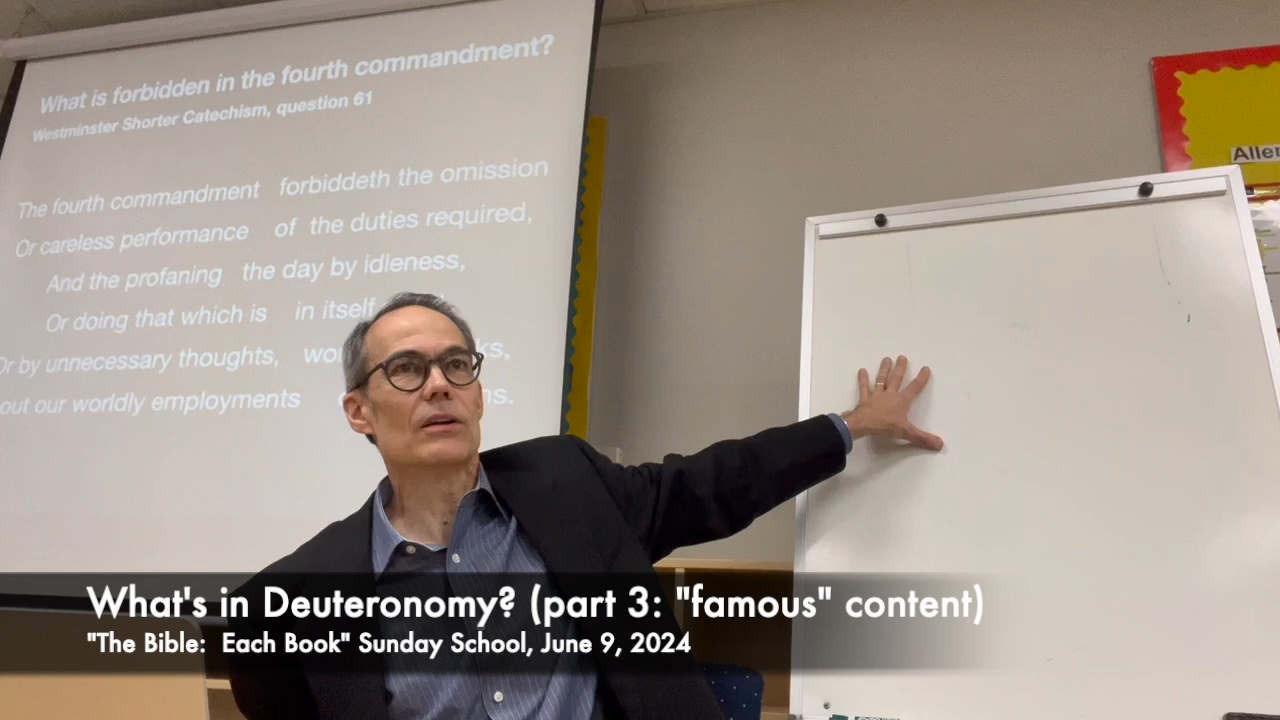 What is forbidden in the fourth commandment?
Westminster Shorter Catechism, question 61
The fourth commandment forbiddeth the omission
Or careless performance of the duties required,
And the profaning the day by idleness,
Or doing that which is in itself
Or by unnecessary thoughts,
out our worldly employments
Aller
What's in Deuteronomy? (part 3: "famous" content)
"The Bible: Each Book" Sunday School, June 9, 2024